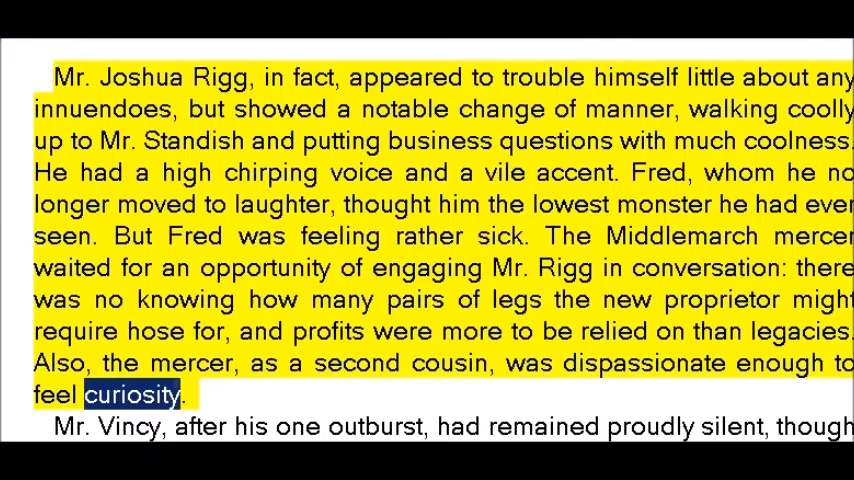 Mr. Joshua Rigg, in fact, appeared to trouble himself little about any
innuendoes, but showed a notable change of manner, walking coolly
up to Mr. Standish and putting business questions with much coolness.
He had a high chirping voice and a vile accent. Fred, whom he no
longer moved to laughter, thought him the lowest monster he had ever
seen. But Fred was feeling rather sick. The Middlemarch mercer
waited for an opportunity of engaging Mr. Rigg in conversation: there
was no knowing how many pairs of legs the new proprietor might
require hose for, and profits were more to be relied on than legacies.
Also, the mercer, as a second cousin, was dispassionate enough to
feel curiosity.
Mr. Vincy, after his one outburst, had remained proudly silent, though